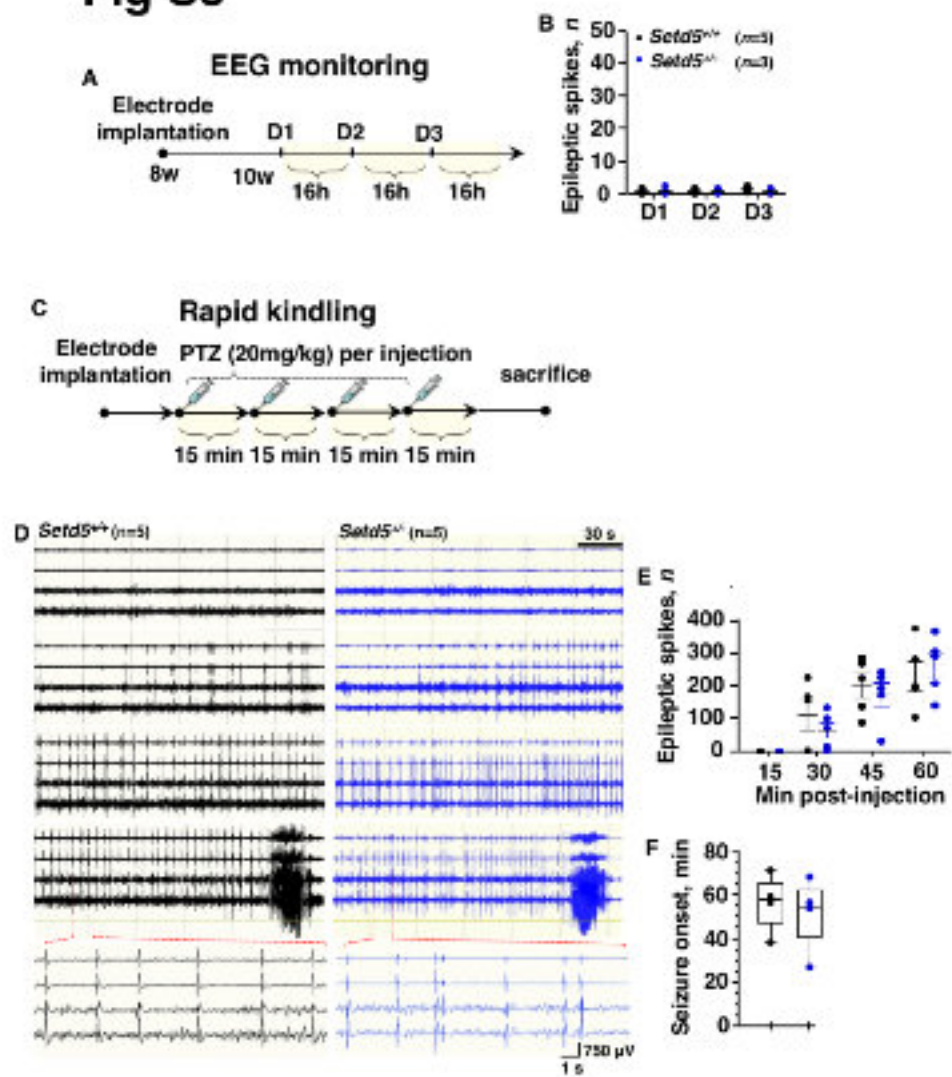 A
EEG monitoring
Electrode
implantation
D1 D2 D3
8w
10w
16h 16h 16h
B
Epileptic spikes, n
50
40
30
20
10
0
Setd5+/+ (n=5)
Setd5+/- (n=3)
D1 D2 D3
C
Rapid kindling
Electrode
implantation
PTZ (20mg/kg) per injection
sacrifice
15 min 15 min 15 min 15 min
D
Setd5+/+ (n=5)
Setd5+/- (n=5)
30 s
750 µV
1 s
E
Epileptic spikes, n
400
300
200
100
0
15 30 45 60
Min post-injection
F
Seizure onset, min
80
60
40
20
0